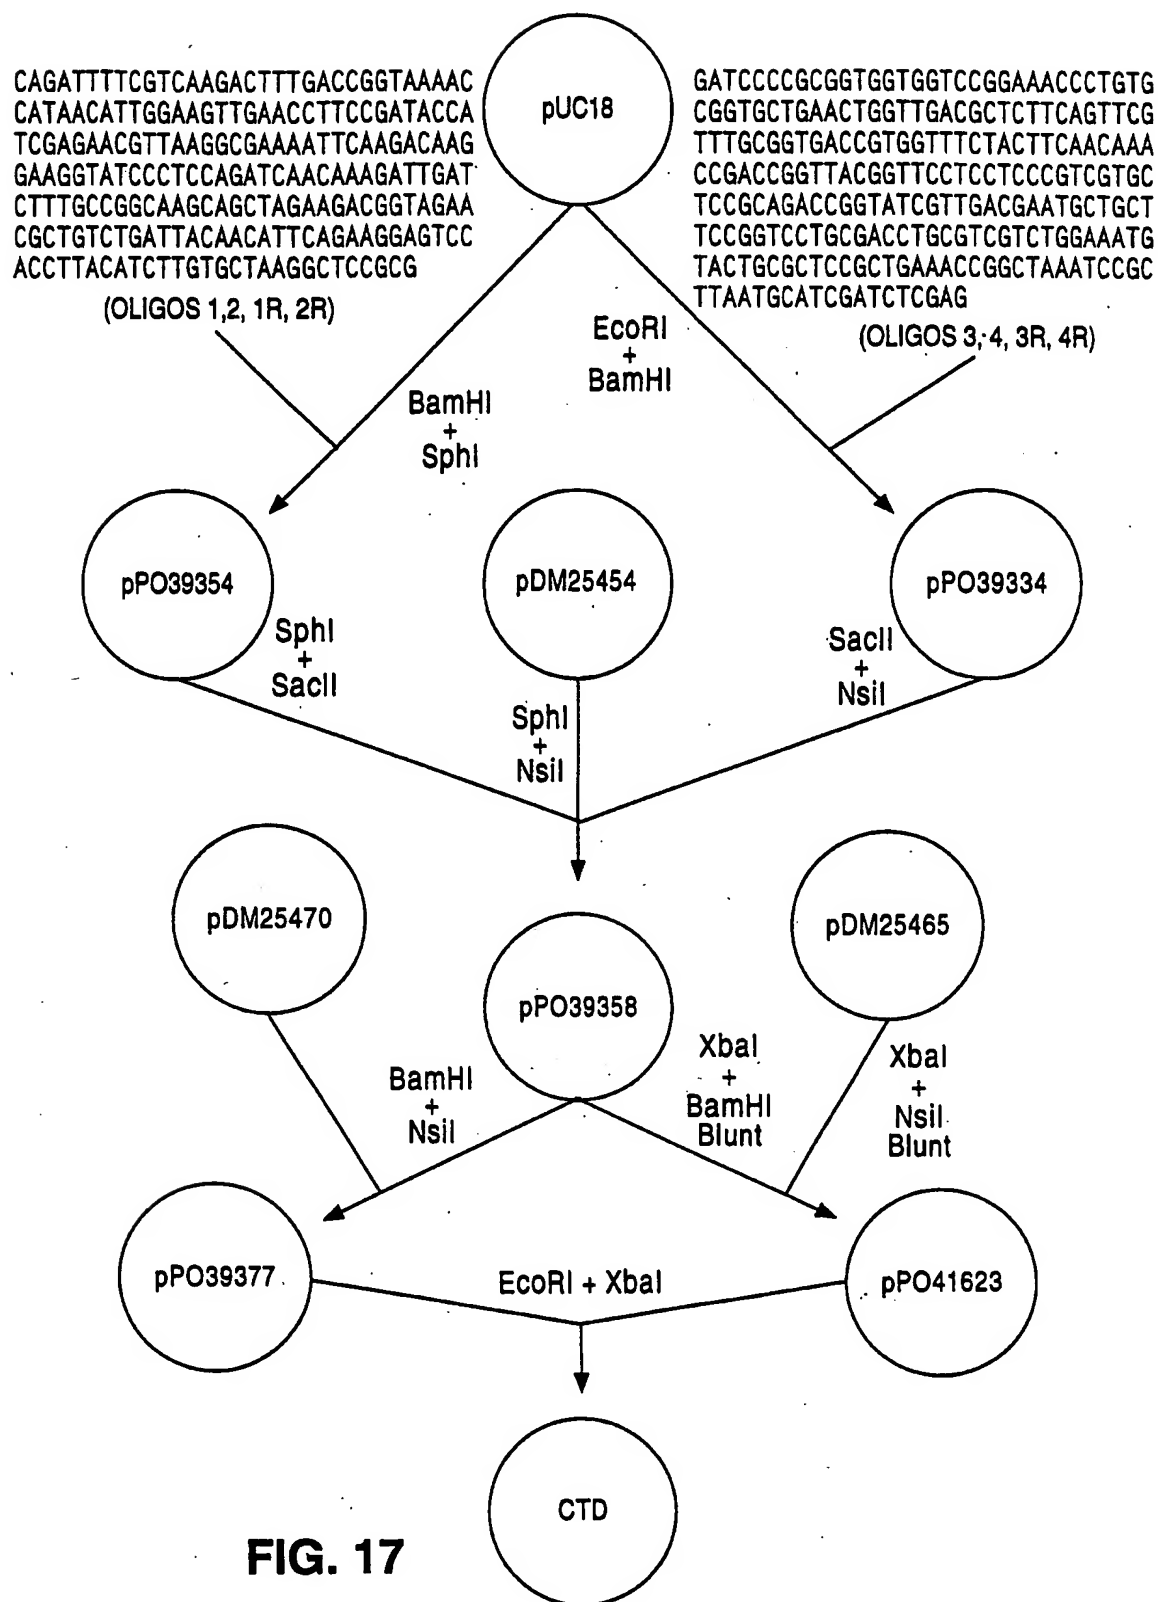 CAGATTTTCGTCAAGACTTTGACCGGTAAAAC
CATAACATTGGAAGTTGAACCTTCCGATACCA
TCGAGAACGTTAAGGCGAAAATTCAAGACAAG
GAAGGTATCCCTCCAGATCAACAAAGATTGAT
CTTTGCCGGCAAGCAGCTAGAAGACGGTAGAA
CGCTGTCTGATTACAACATTCAGAAGGAGTCC
ACCTTACATCTTGTGCTAAGGCTCCGCG
(OLIGOS 1,2, 1R, 2R)
pUC18
GATCCCCGCGGTGGTGGTCCGGAAACCCTGTG
CGGTGCTGAACTGGTTGACGCTCTTCAGTTCG
TTTGCGGTGACCGTGGTTTCTACTTCAACAAA
CCGACCGGTTACGGTTCCTCCTCCCGTCGTGC
TCCGCAGACCGGTATCGTTGACGAATGCTGCT
TCCGGTCCTGCGACCTGCGTCGTCTGGAAATG
TACTGCGCTCCGCTGAAACCGGCTAAATCCGC
TTAATGCATCGATCTCGAG
(OLIGOS 3, 4, 3R, 4R)
EcoRI
+
BamHI
BamHI
+
SphI
pPO39354
pDM25454
pPO39334
SphI
+
SacII
SphI
+
NsiI
SacII
+
NsiI
pDM25470
pPO39358
pDM25465
BamHI
+
NsiI
XbaI
+
BamHI
Blunt
XbaI
+
NsiI
Blunt
pPO39377
EcoRI + XbaI
pPO41623
CTD
FIG. 17